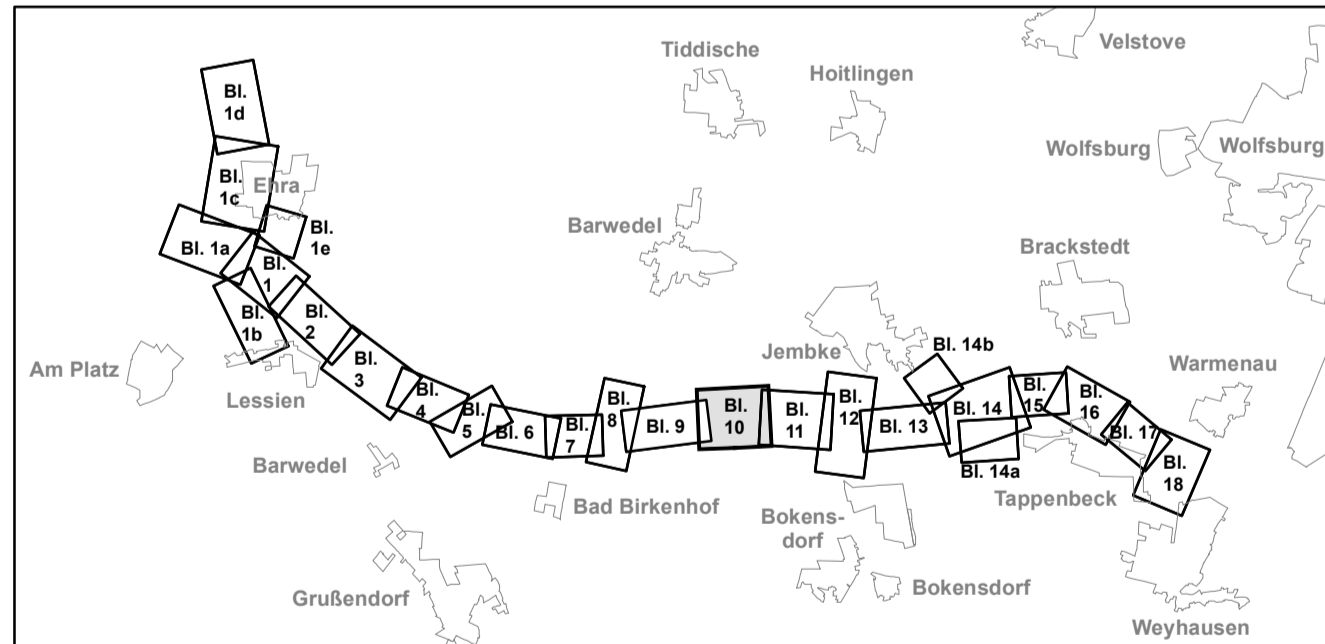 Tiddische
Hoitlingen
Velstove
Wolfsburg
Wolfsburg
Bl.
1d
Bl.
1c
Ehra
Bl. 1a
Bl.
1e
Bl.
1
Bl.
1b
Bl.
2
Bl.
3
Bl.
4
Bl.
5
Bl. 6
Bl.
7
Bl.
8
Bl. 9
Bl.
10
Bl.
11
Bl.
12
Bl. 13
Bl. 14b
Bl. 14
Bl. 14a
Bl.
15
Bl.
16
Bl. 17
Bl.
18
Barwedel
Brackstedt
Jembke
Warmenau
Am Platz
Lessien
Barwedel
Bad Birkenhof
Tappenbeck
Bokens-
dorf
Grußendorf
Bokensdorf
Weyhausen